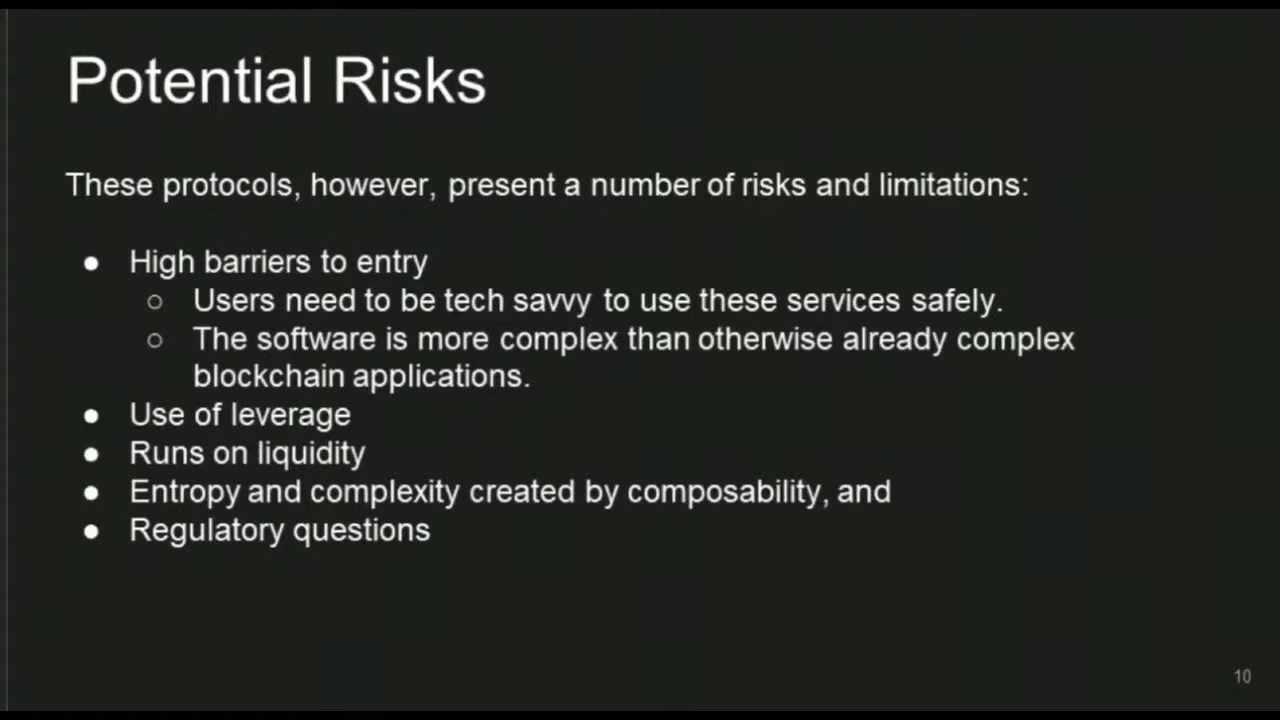 Potential Risks
These protocols, however, present a number of risks and limitations:
● High barriers to entry
○ Users need to be tech savvy to use these services safely.
○ The software is more complex than otherwise already complex
blockchain applications.
● Use of leverage
● Runs on liquidity
● Entropy and complexity created by composability, and
● Regulatory questions
10